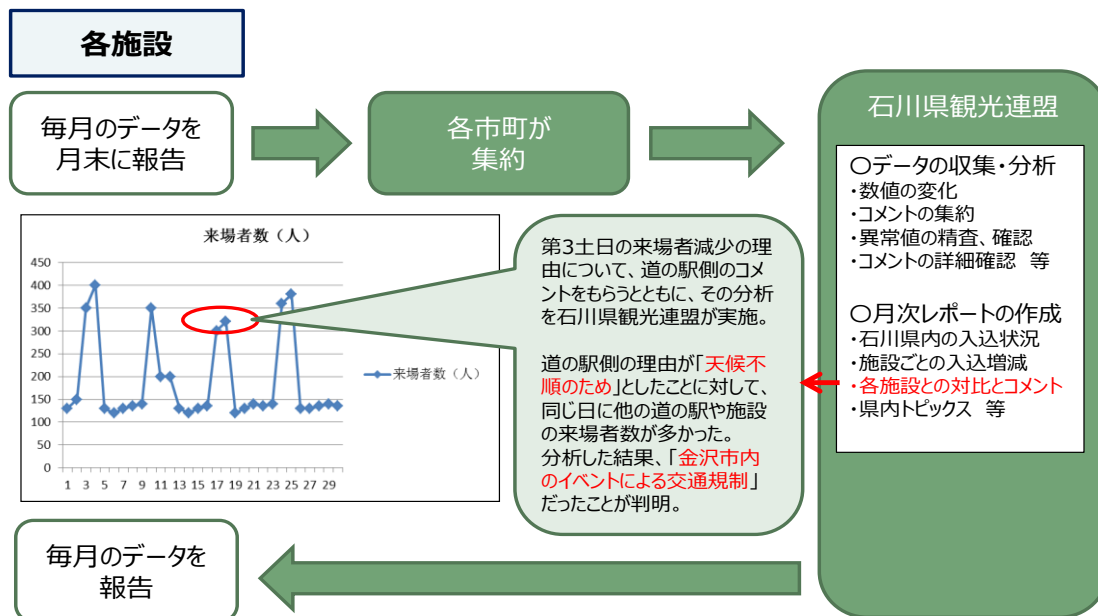 各施設
毎月のデータを
月末に報告
各市町が
集約
石川県観光連盟
〇データの収集・分析
・数値の変化
・コメントの集約
・異常値の精査、確認
・コメントの詳細確認　等
〇月次レポートの作成
・石川県内の入込状況
・施設ごとの入込増減
・各施設との対比とコメント
・県内トピックス　等
来場者数（人）
450
400
350
300
250
200
150
100
50
0
1 3 5 7 9 11 13 15 17 19 21 23 25 27 29
来場者数（人）
第3土日の来場者減少の理
由について、道の駅側のコメ
ントをもらうとともに、その分析
を石川県観光連盟が実施。
道の駅側の理由が「天候不
順のため」としたことに対して、
同じ日に他の道の駅や施設
の来場者数が多かった。
分析した結果、「金沢市内
のイベントによる交通規制」
だったことが判明。
毎月のデータを
報告